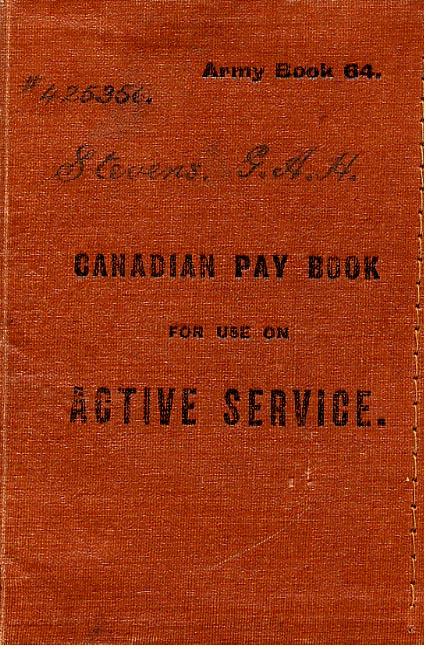 Army Book 64.
#425356.
Stevens. G.A.H.
CANADIAN PAY BOOK
FOR USE ON
ACTIVE SERVICE.